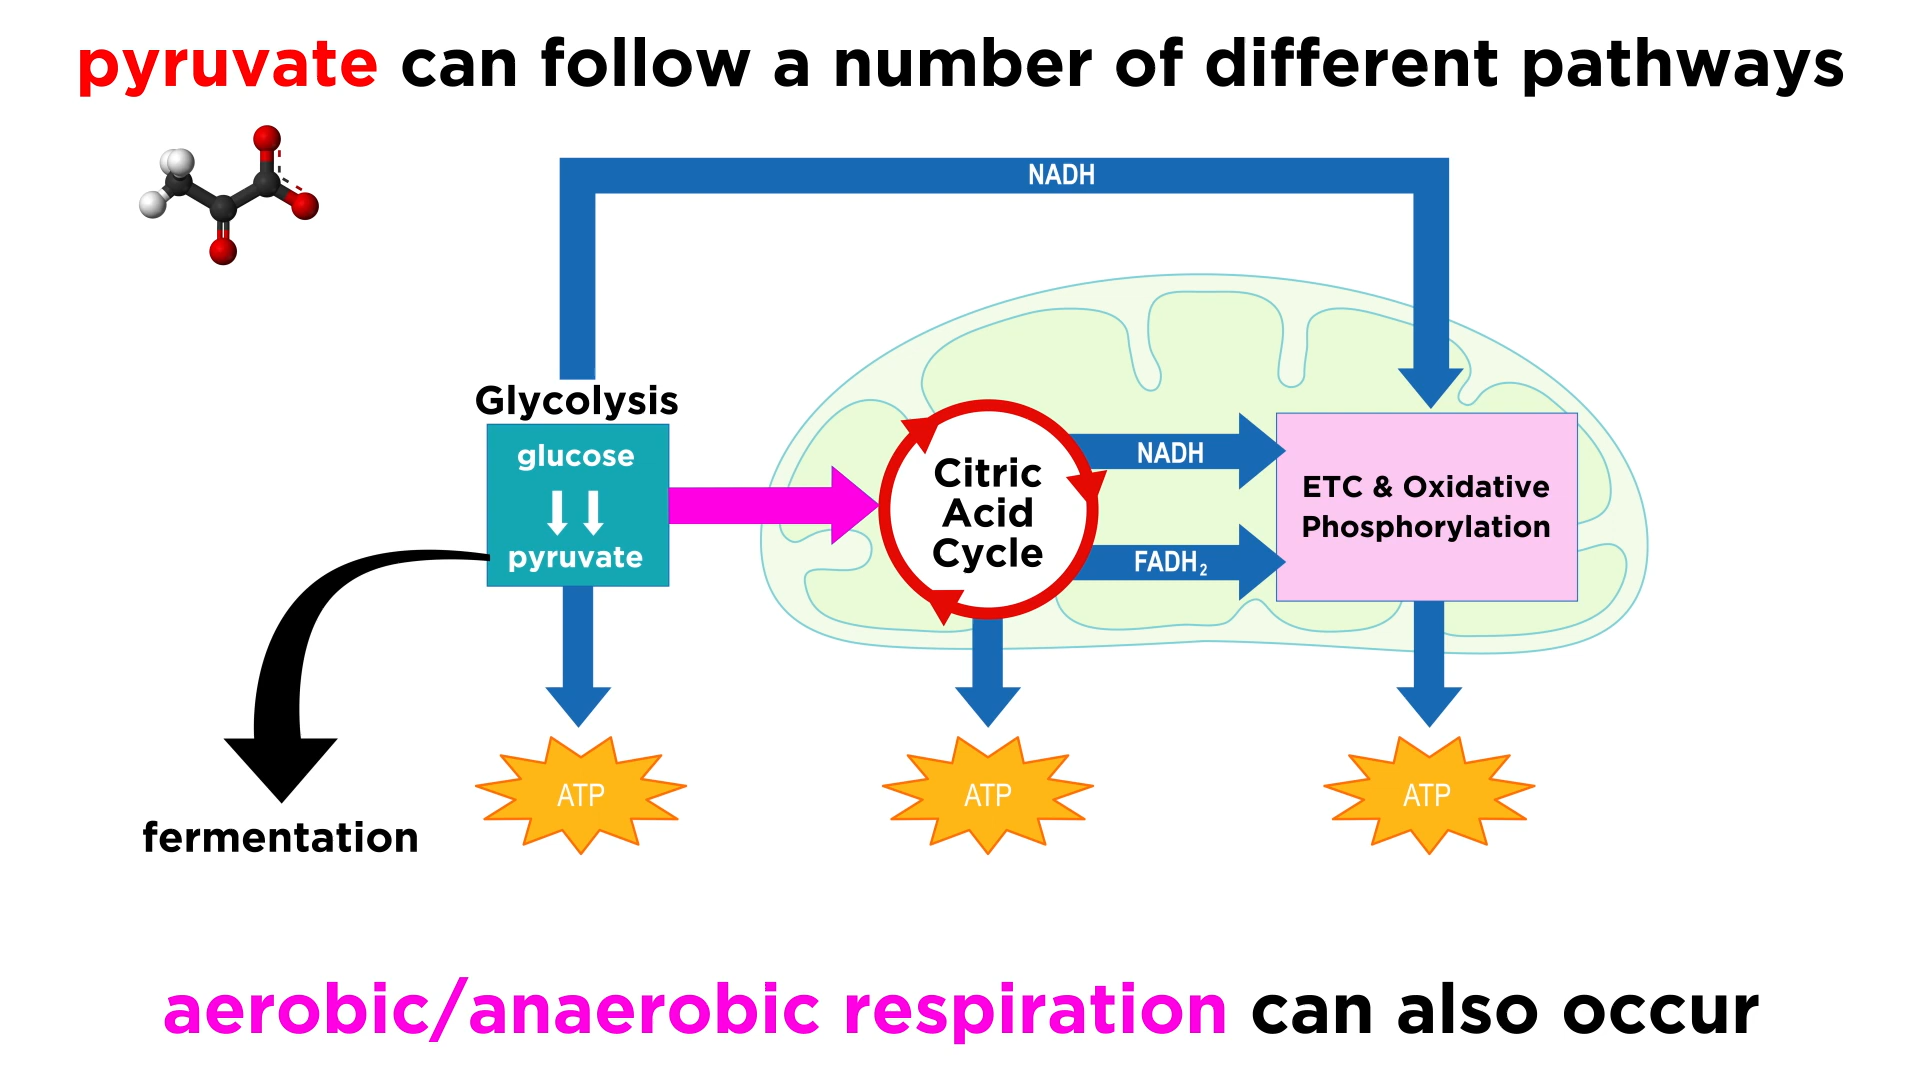 pyruvate can follow a number of different pathways
NADH
Glycolysis
glucose
pyruvate
Citric
Acid
Cycle
NADH
FADH₂
ETC & Oxidative
Phosphorylation
fermentation
ATP
ATP
ATP
aerobic/anaerobic respiration can also occur